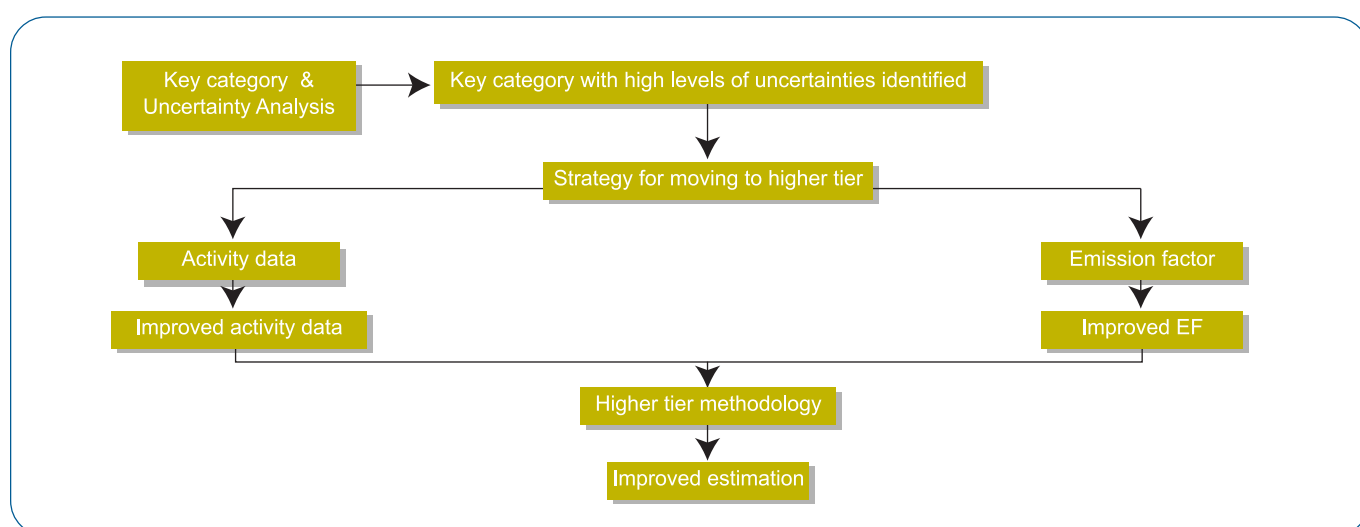 Key category &
Uncertainty Analysis
Key category with high levels of uncertainties identified
Strategy for moving to higher tier
Activity data
Emission factor
Improved activity data
Improved EF
Higher tier methodology
Improved estimation